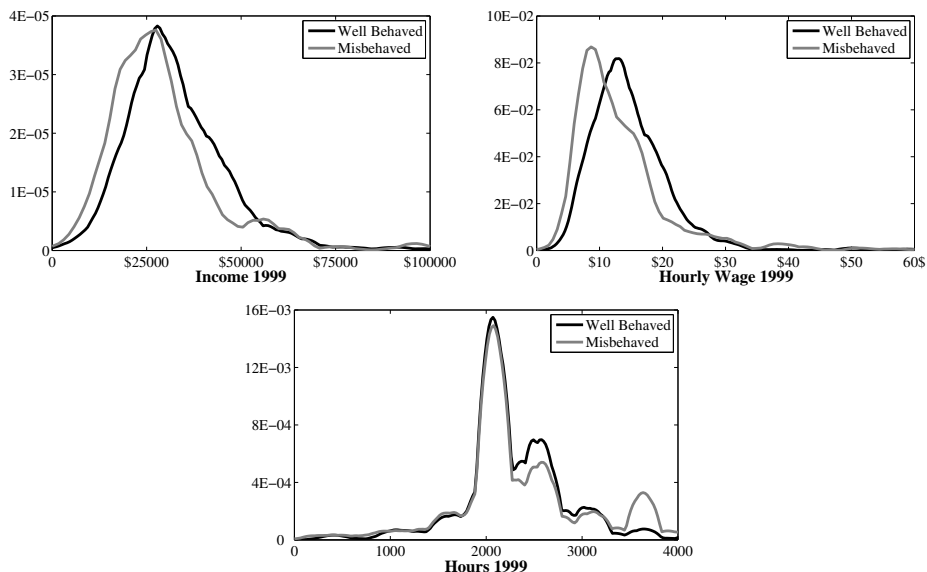 4E−05
3E−05
2E−05
1E−05
0
0
$25000
$50000
$75000
$100000
Income 1999
Well Behaved
Misbehaved
10E−02
8E−02
6E−02
4E−02
2E−02
0
0
$10
$20
$30
$40
$50
60$
Hourly Wage 1999
Well Behaved
Misbehaved
16E−03
12E−04
8E−04
4E−04
0
0
1000
2000
3000
4000
Hours 1999
Well Behaved
Misbehaved